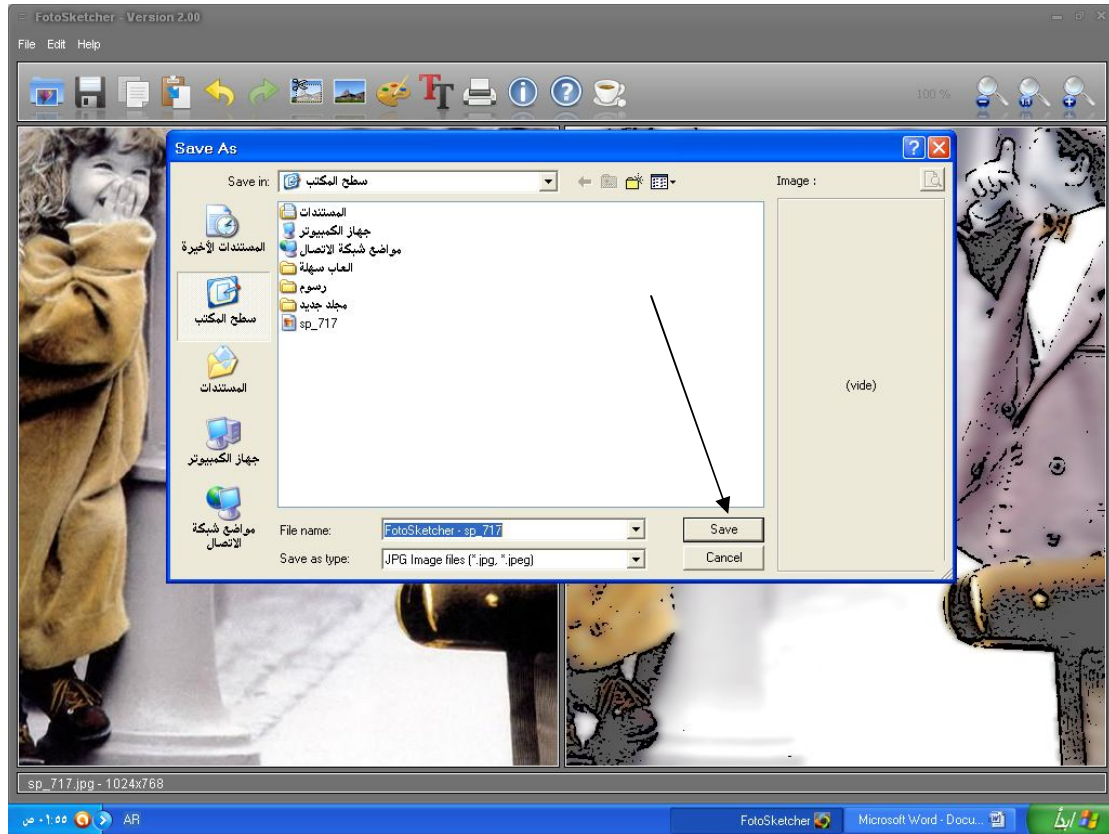 FotoSketcher - Version 2.00
File Edit Help
100 %
Save As
Save in:
سطح المكتب
Image :
المستندات الأخيرة
سطح المكتب
المستندات
جهاز الكمبيوتر
مواضع شبكة
الاتصال
المستندات
جهاز الكمبيوتر
مواضع شبكة الاتصال
العاب سهلة
رسوم
مجلد جديد
sp_717
(vide)
File name:
FotoSketcher - sp_717
Save
Save as type:
JPG Image files (*.jpg, *.jpeg)
Cancel
sp_717.jpg - 1024x768
٠١:٥٥ ص
AR
FotoSketcher
Microsoft Word - Docu...
ابدأ